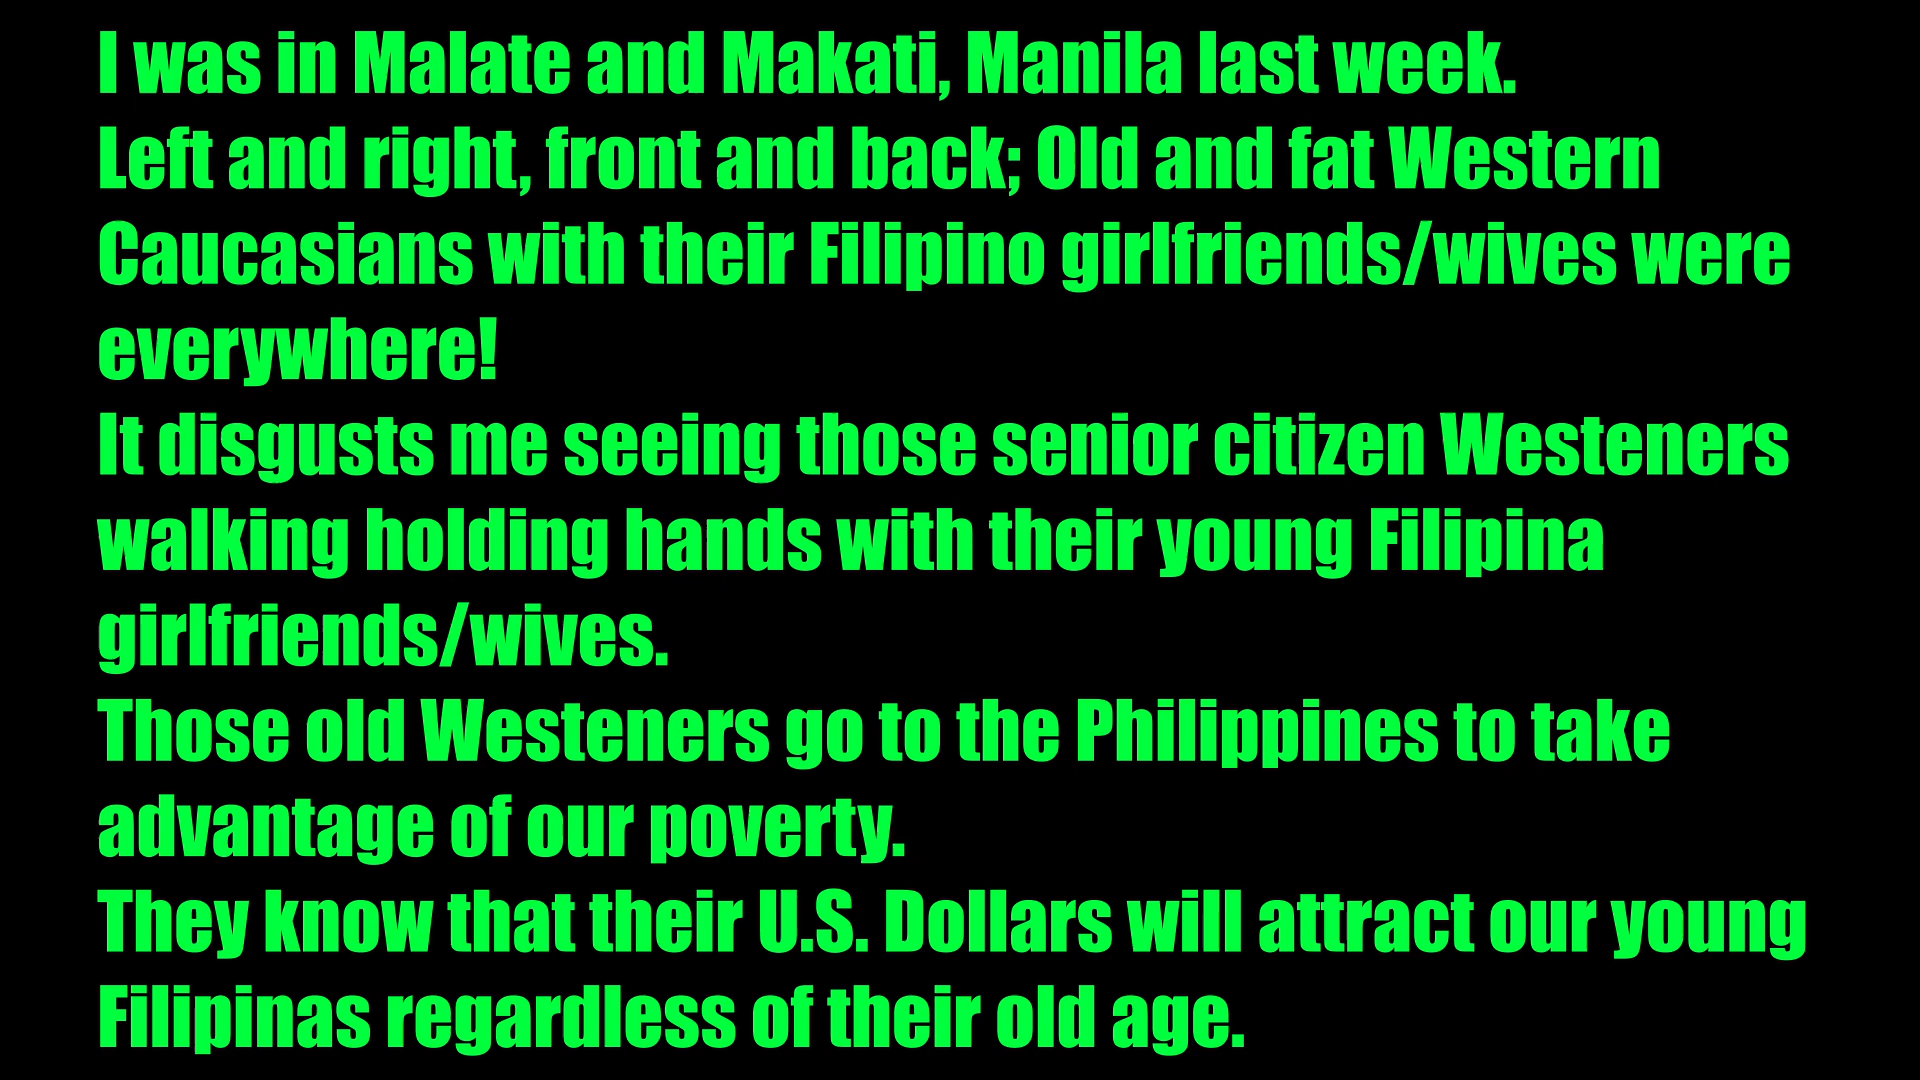 I was in Malate and Makati, Manila last week.
Left and right, front and back; Old and fat Western
Caucasians with their Filipino girlfriends/wives were
everywhere!
It disgusts me seeing those senior citizen Westeners
walking holding hands with their young Filipina
girlfriends/wives.
Those old Westeners go to the Philippines to take
advantage of our poverty.
They know that their U.S. Dollars will attract our young
Filipinas regardless of their old age.